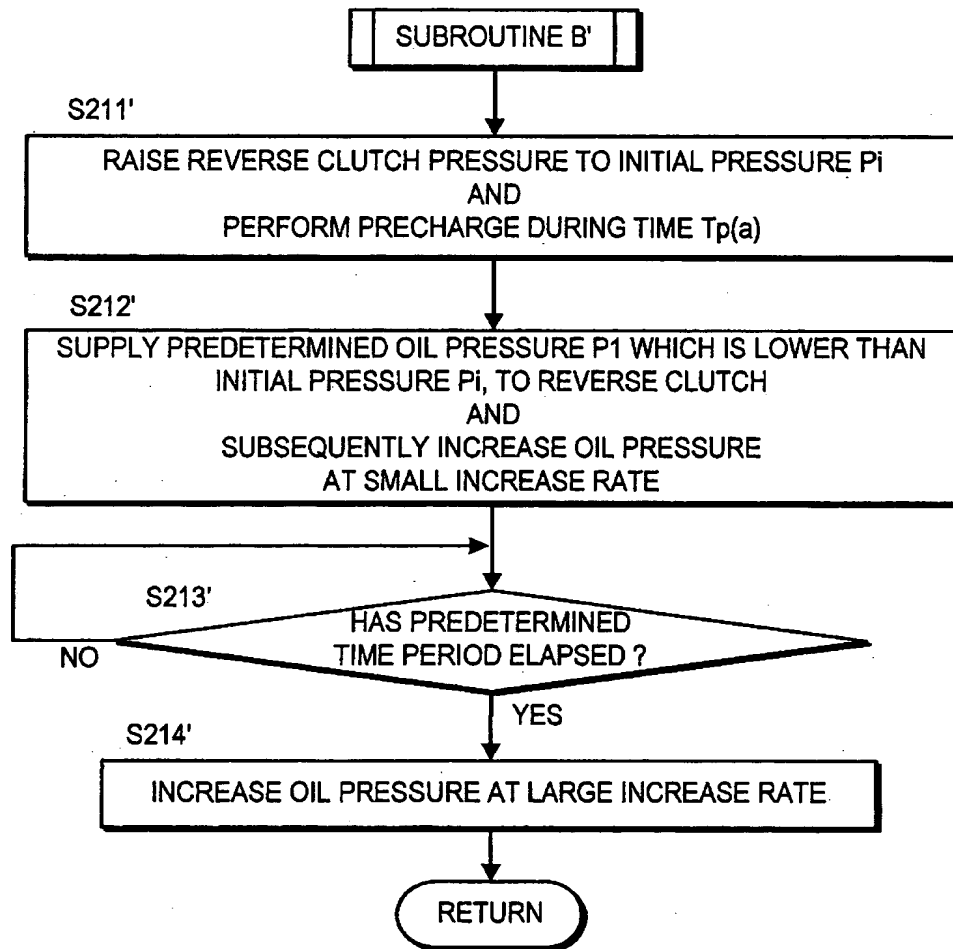 SUBROUTINE B'
S211'
RAISE REVERSE CLUTCH PRESSURE TO INITIAL PRESSURE Pi
AND
PERFORM PRECHARGE DURING TIME Tp(a)
S212'
SUPPLY PREDETERMINED OIL PRESSURE P1 WHICH IS LOWER THAN
INITIAL PRESSURE Pi, TO REVERSE CLUTCH
AND
SUBSEQUENTLY INCREASE OIL PRESSURE
AT SMALL INCREASE RATE
S213'
HAS PREDETERMINED
TIME PERIOD ELAPSED ?
NO
YES
S214'
INCREASE OIL PRESSURE AT LARGE INCREASE RATE
RETURN